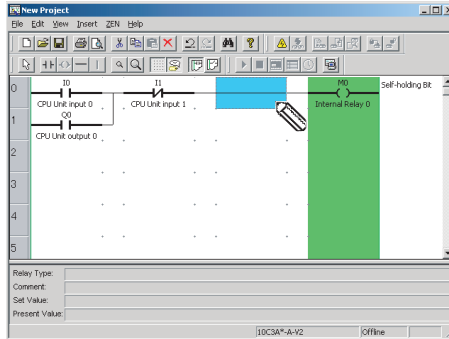 New Project
File Edit View Insert ZEN Help
0 I0 I1 M0 Self-holding Bit
CPU Unit input 0 CPU Unit input 1 Internal Relay 0
1 Q0
CPU Unit output 0
2
3
4
5
Relay Type:
Comment:
Set Value:
Present Value:
10C3A*-A-V2 Offline